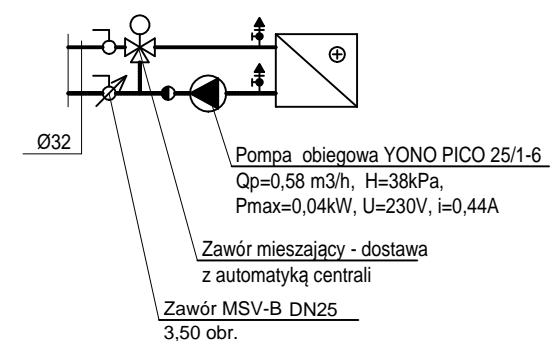 Ø32
Pompa obiegowa YONO PICO 25/1-6
Qp=0,58 m3/h, H=38kPa,
Pmax=0,04kW, U=230V, i=0,44A
Zawór mieszający - dostawa
z automatyką centrali
Zawór MSV-B DN25
3,50 obr.